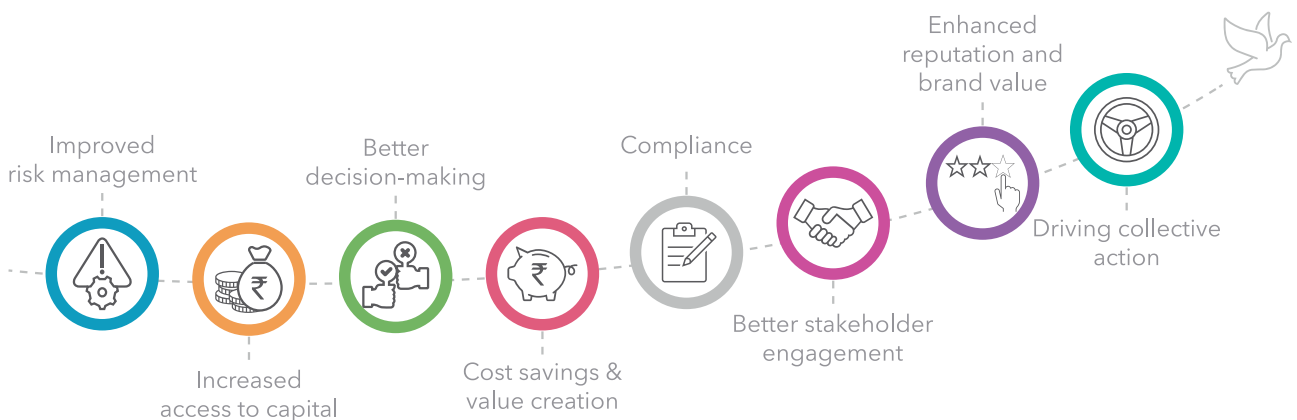 Improved
risk management
Increased
access to capital
Better
decision-making
₹
₹
Cost savings &
value creation
Compliance
Better stakeholder
engagement
Enhanced
reputation and
brand value
Driving collective
action